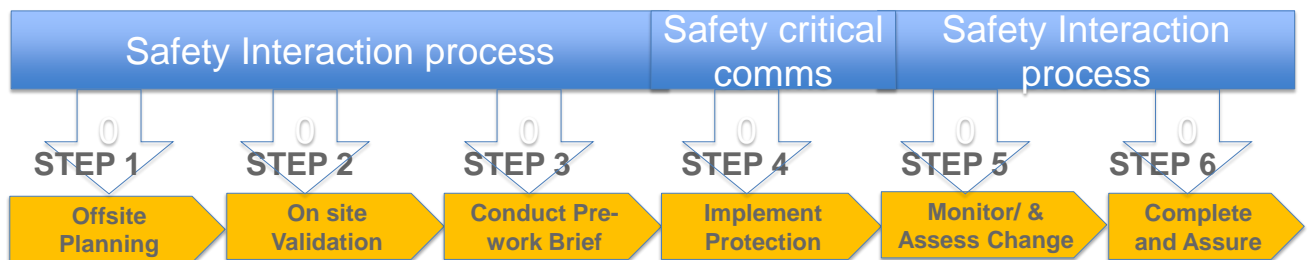 Safety Interaction process
Safety critical
comms
Safety Interaction
process
0
0
0
0
0
0
STEP 1
STEP 2
STEP 3
STEP 4
STEP 5
STEP 6
Offsite
Planning
On site
Validation
Conduct Pre-
work Brief
Implement
Protection
Monitor/ &
Assess Change
Complete
and Assure